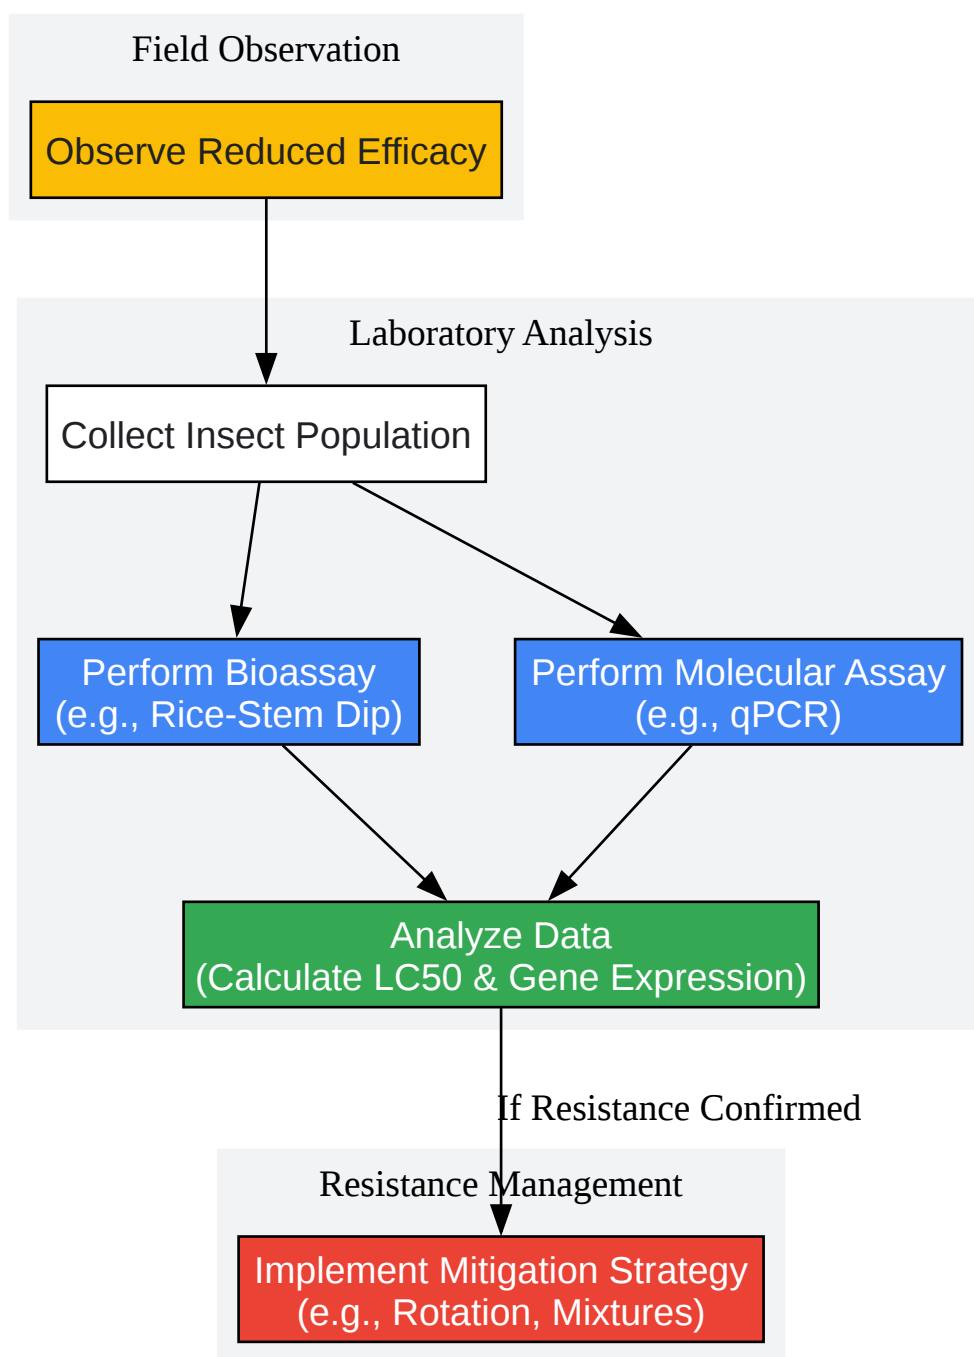 Field Observation
Observe Reduced Efficacy
Laboratory Analysis
Collect Insect Population
Perform Bioassay
(e.g., Rice-Stem Dip)
Perform Molecular Assay
(e.g., qPCR)
Analyze Data
(Calculate LC50 & Gene Expression)
If Resistance Confirmed
Resistance Management
Implement Mitigation Strategy
(e.g., Rotation, Mixtures)